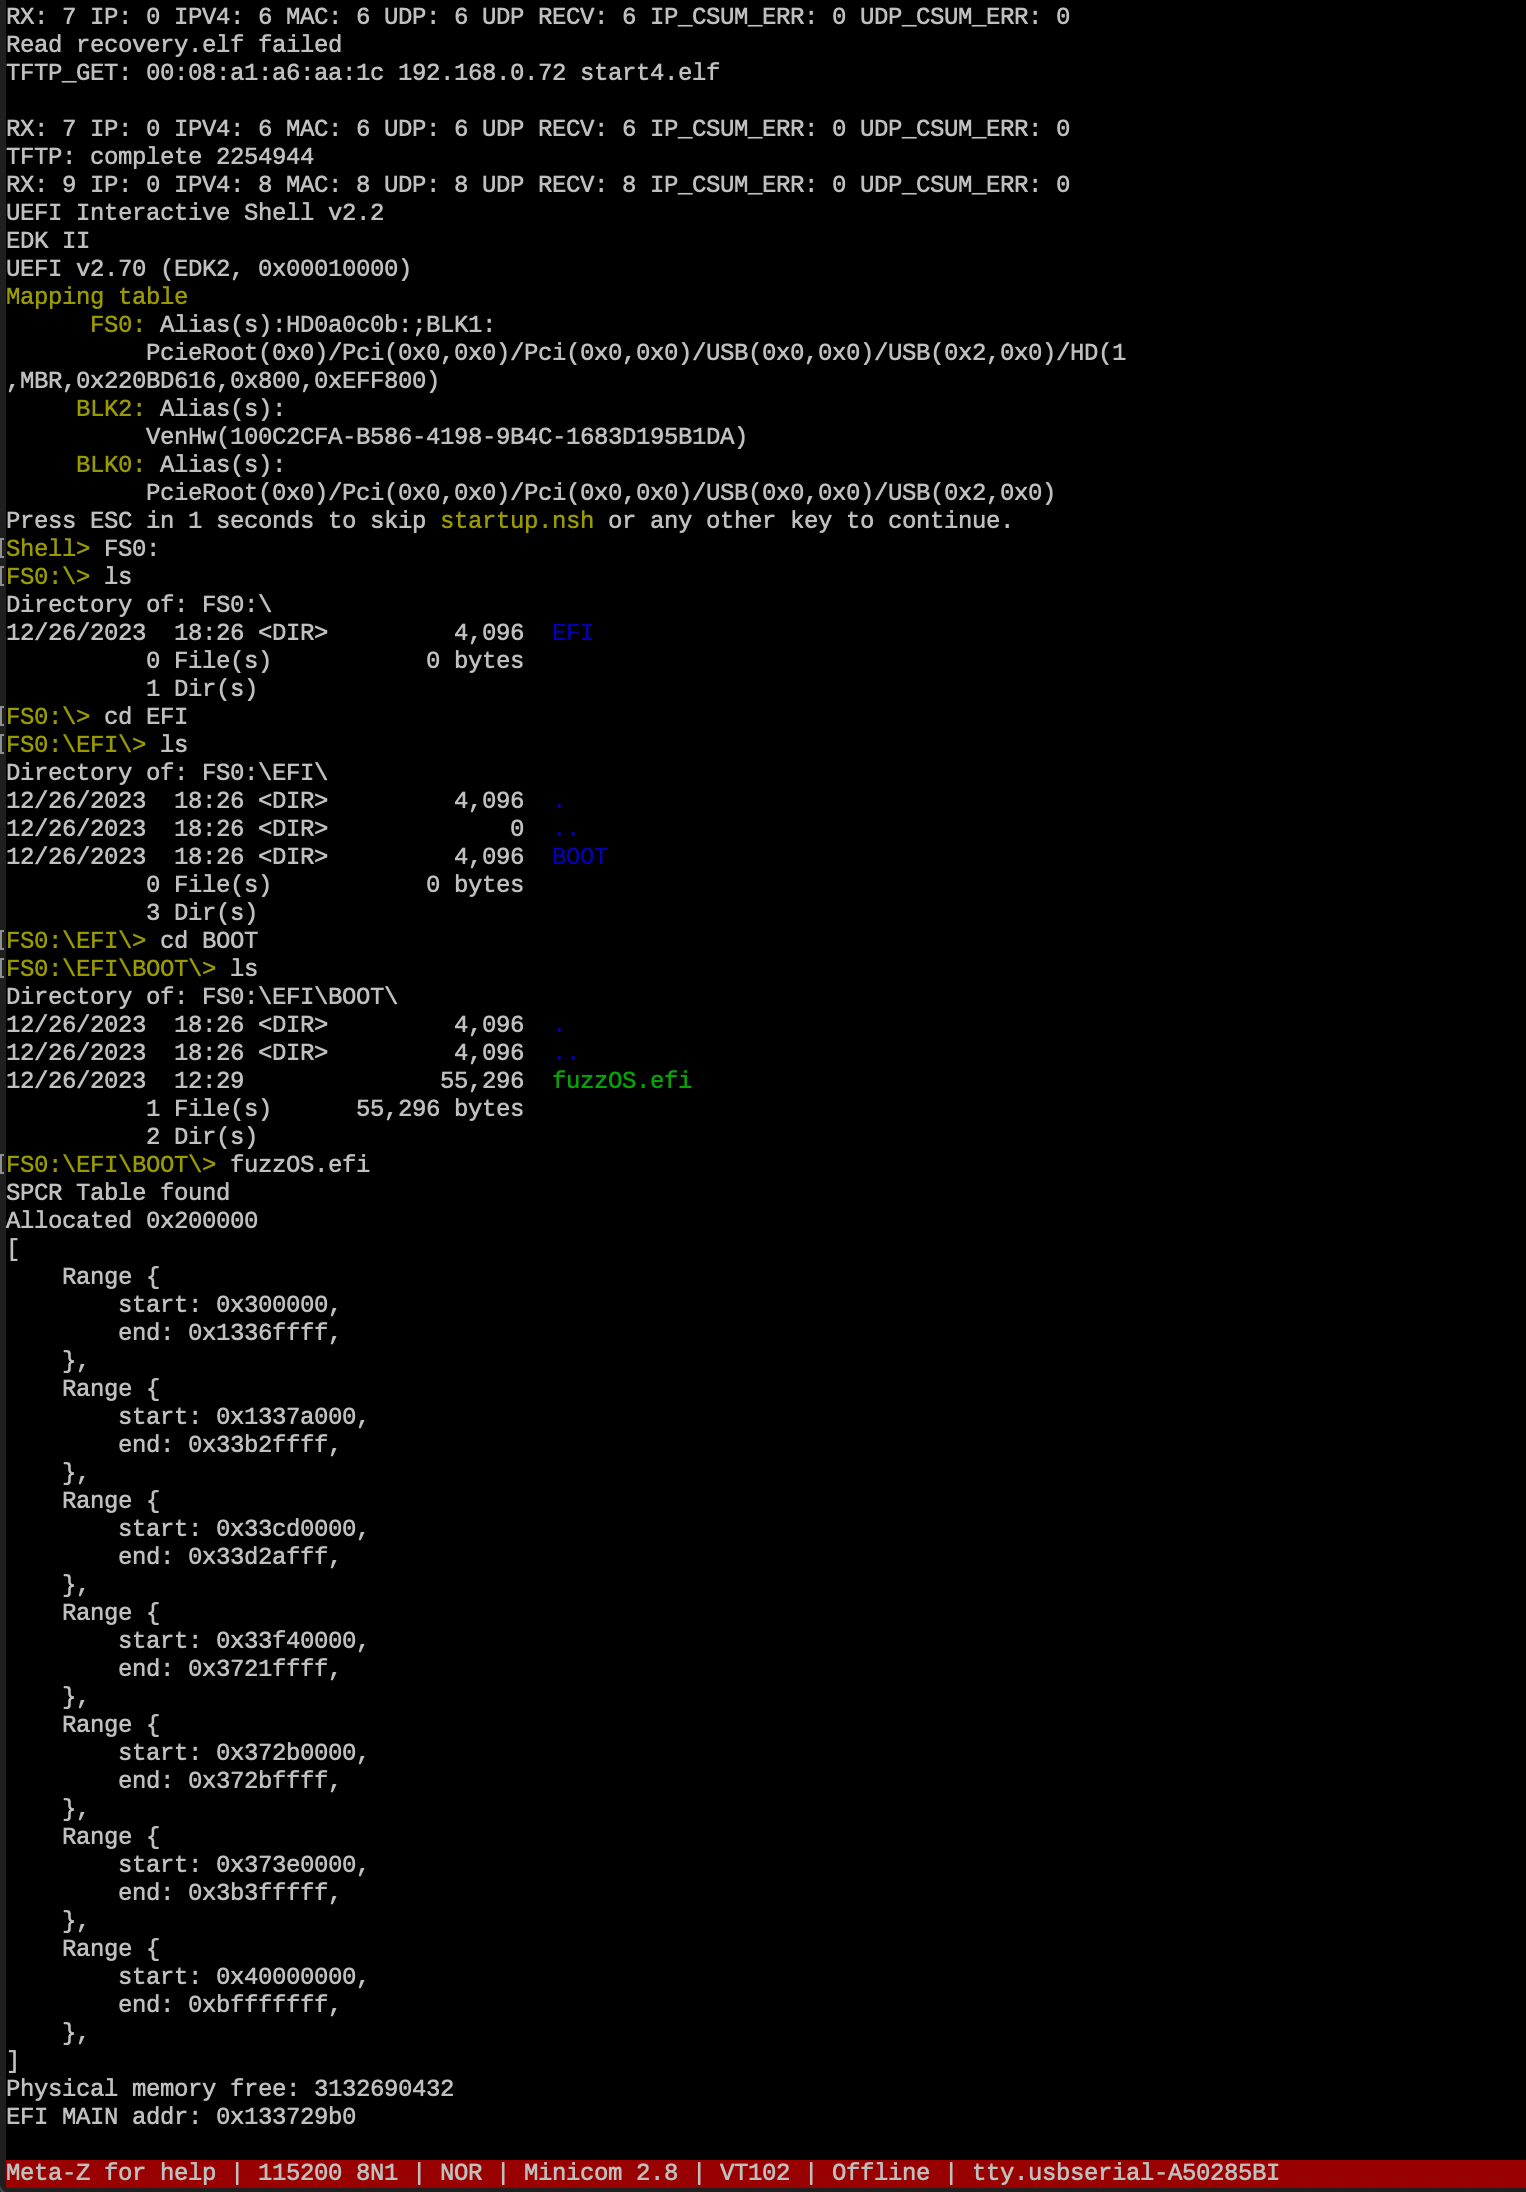 RX: 7 IP: 0 IPV4: 6 MAC: 6 UDP: 6 UDP RECV: 6 IP_CSUM_ERR: 0 UDP_CSUM_ERR: 0
Read recovery.elf failed
TFTP_GET: 00:08:a1:a6:aa:1c 192.168.0.72 start4.elf
RX: 7 IP: 0 IPV4: 6 MAC: 6 UDP: 6 UDP RECV: 6 IP_CSUM_ERR: 0 UDP_CSUM_ERR: 0
TFTP: complete 2254944
RX: 9 IP: 0 IPV4: 8 MAC: 8 UDP: 8 UDP RECV: 8 IP_CSUM_ERR: 0 UDP_CSUM_ERR: 0
UEFI Interactive Shell v2.2
EDK II
UEFI v2.70 (EDK2, 0x00010000)
Mapping table
      FS0: Alias(s):HD0a0c0b:;BLK1:
          PcieRoot(0x0)/Pci(0x0,0x0)/Pci(0x0,0x0)/USB(0x0,0x0)/USB(0x2,0x0)/HD(1
,MBR,0x220BD616,0x800,0xEFF800)
     BLK2: Alias(s):
          VenHw(100C2CFA-B586-4198-9B4C-1683D195B1DA)
     BLK0: Alias(s):
          PcieRoot(0x0)/Pci(0x0,0x0)/Pci(0x0,0x0)/USB(0x0,0x0)/USB(0x2,0x0)
Press ESC in 1 seconds to skip startup.nsh or any other key to continue.
Shell> FS0:
FS0:\> ls
Directory of: FS0:\
12/26/2023  18:26 <DIR>         4,096  EFI
          0 File(s)           0 bytes
          1 Dir(s)
FS0:\> cd EFI
FS0:\EFI\> ls
Directory of: FS0:\EFI\
12/26/2023  18:26 <DIR>         4,096  .
12/26/2023  18:26 <DIR>             0  ..
12/26/2023  18:26 <DIR>         4,096  BOOT
          0 File(s)           0 bytes
          3 Dir(s)
FS0:\EFI\> cd BOOT
FS0:\EFI\BOOT\> ls
Directory of: FS0:\EFI\BOOT\
12/26/2023  18:26 <DIR>         4,096  .
12/26/2023  18:26 <DIR>         4,096  ..
12/26/2023  12:29              55,296  fuzzOS.efi
          1 File(s)      55,296 bytes
          2 Dir(s)
FS0:\EFI\BOOT\> fuzzOS.efi
SPCR Table found
Allocated 0x200000
[
    Range {
        start: 0x300000,
        end: 0x1336ffff,
    },
    Range {
        start: 0x1337a000,
        end: 0x33b2ffff,
    },
    Range {
        start: 0x33cd0000,
        end: 0x33d2afff,
    },
    Range {
        start: 0x33f40000,
        end: 0x3721ffff,
    },
    Range {
        start: 0x372b0000,
        end: 0x372bffff,
    },
    Range {
        start: 0x373e0000,
        end: 0x3b3fffff,
    },
    Range {
        start: 0x40000000,
        end: 0xbfffffff,
    },
]
Physical memory free: 3132690432
EFI MAIN addr: 0x133729b0
Meta-Z for help | 115200 8N1 | NOR | Minicom 2.8 | VT102 | Offline | tty.usbserial-A50285BI